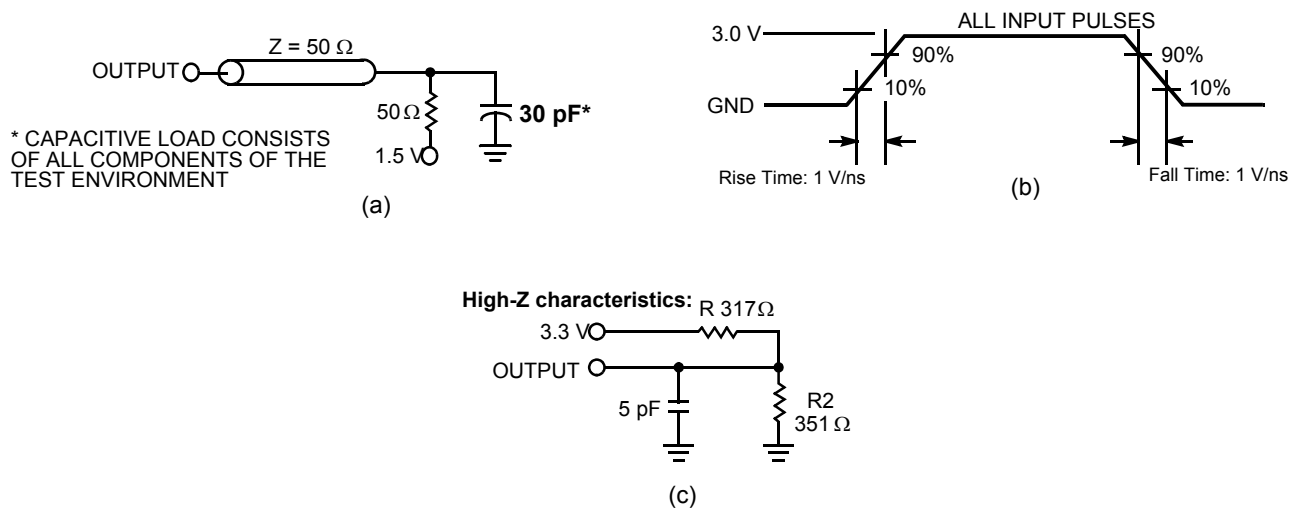 Z = 50 Ω
OUTPUT
50 Ω
30 pF*
1.5 V
* CAPACITIVE LOAD CONSISTS
OF ALL COMPONENTS OF THE
TEST ENVIRONMENT
(a)
ALL INPUT PULSES
3.0 V
90%
90%
10%
10%
GND
Rise Time: 1 V/ns
Fall Time: 1 V/ns
(b)
High-Z characteristics:
R 317Ω
3.3 V
OUTPUT
5 pF
R2
351 Ω
(c)